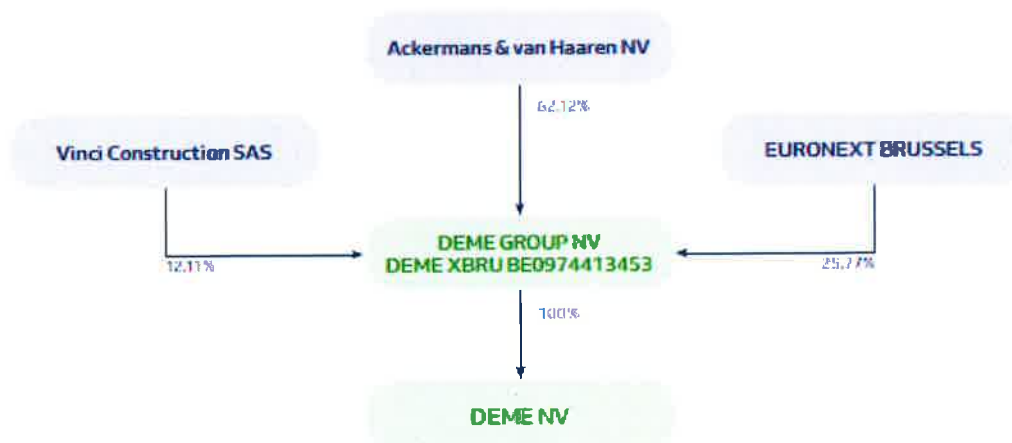 Ackermans & van Haaren NV
62.12%
Vinci Construction SAS
EURONEXT BRUSSELS
DEME GROUP NV
DEME XBRU BE0974413453
12.11%
25.77%
100%
DEME NV